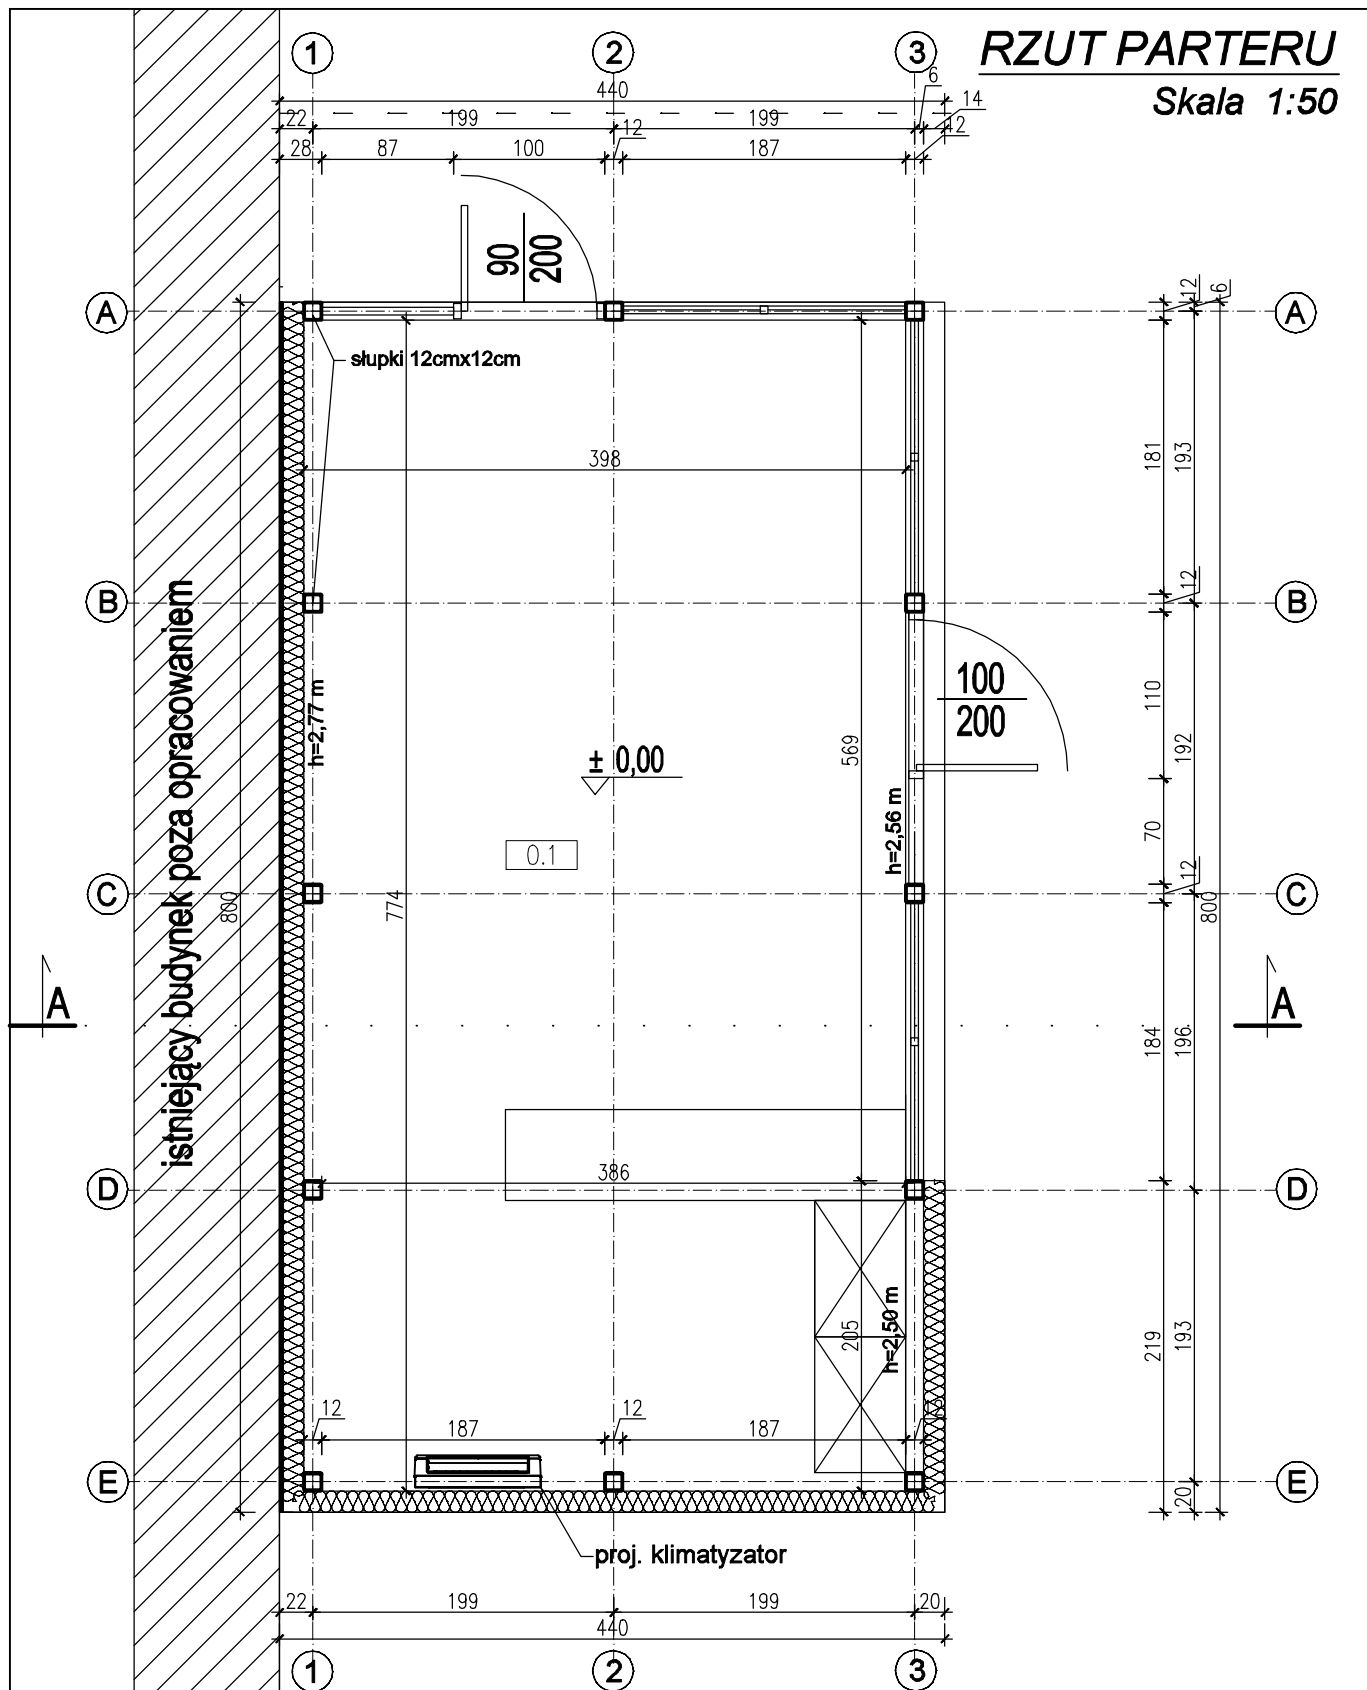 RZUT PARTERU
Skala 1:50
1
2
3
440
6
14
22
199
199
12
12
28
87
100
187
90
200
A
A
słupki 12cmx12cm
12
6
398
181
193
B
B
12
istniejący budynek poza opracowaniem
h=2,77 m
100
200
110
569
192
± 0,00
h=2,56 m
70
0.1
12
C
C
800
774
800
A
A
184
196
386
D
D
h=2,50 m
205
219
193
12
187
12
187
12
E
E
20
proj. klimatyzator
22
199
199
20
440
1
2
3